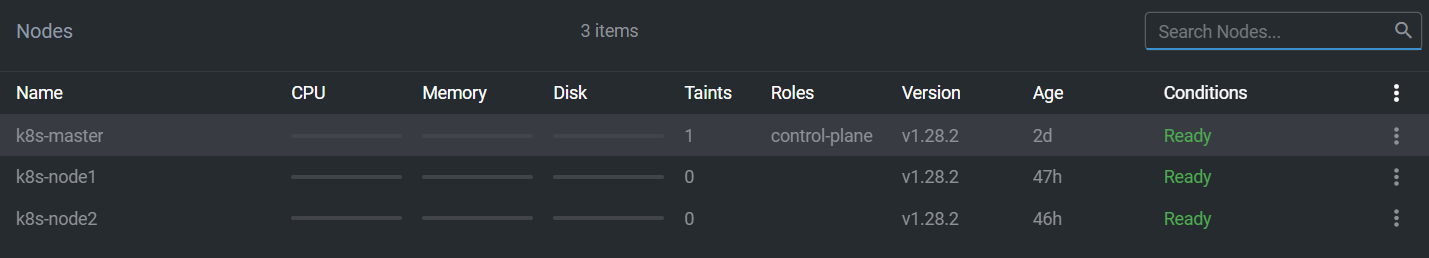 Nodes 3 items Search Nodes...
Name CPU Memory Disk Taints Roles Version Age Conditions
k8s-master 1 control-plane v1.28.2 2d Ready
k8s-node1 0 v1.28.2 47h Ready
k8s-node2 0 v1.28.2 46h Ready